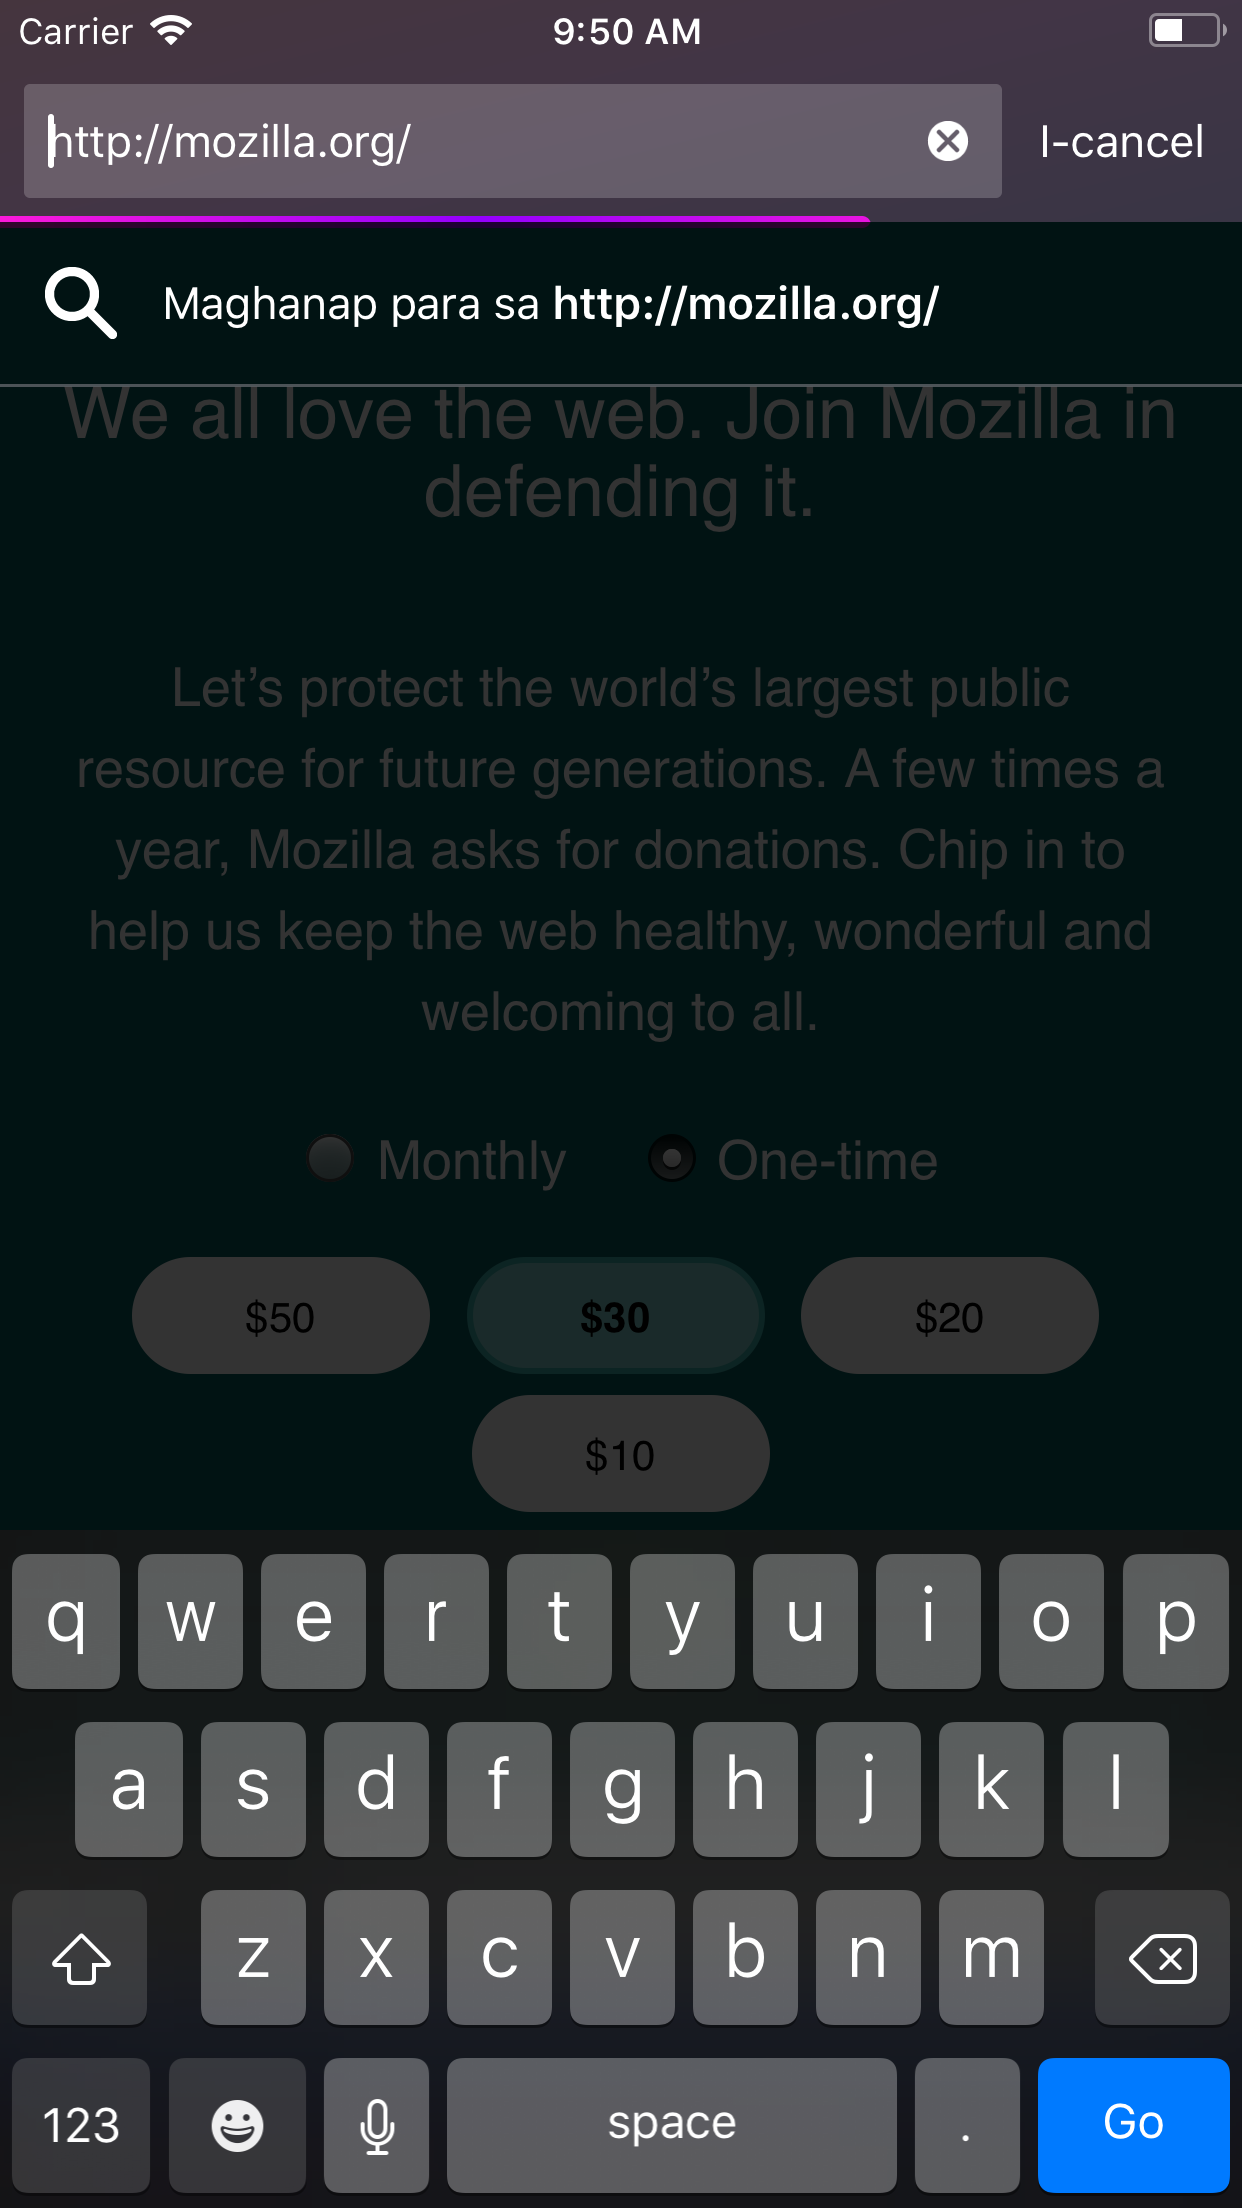 Carrier 9:50 AM
http://mozilla.org/ I-cancel
Maghanap para sa http://mozilla.org/
We all love the web. Join Mozilla in
defending it.
Let’s protect the world’s largest public
resource for future generations. A few times a
year, Mozilla asks for donations. Chip in to
help us keep the web healthy, wonderful and
welcoming to all.
Monthly One-time
$50 $30 $20
$10
q w e r t y u i o p
a s d f g h j k l
z x c v b n m
123 space . Go